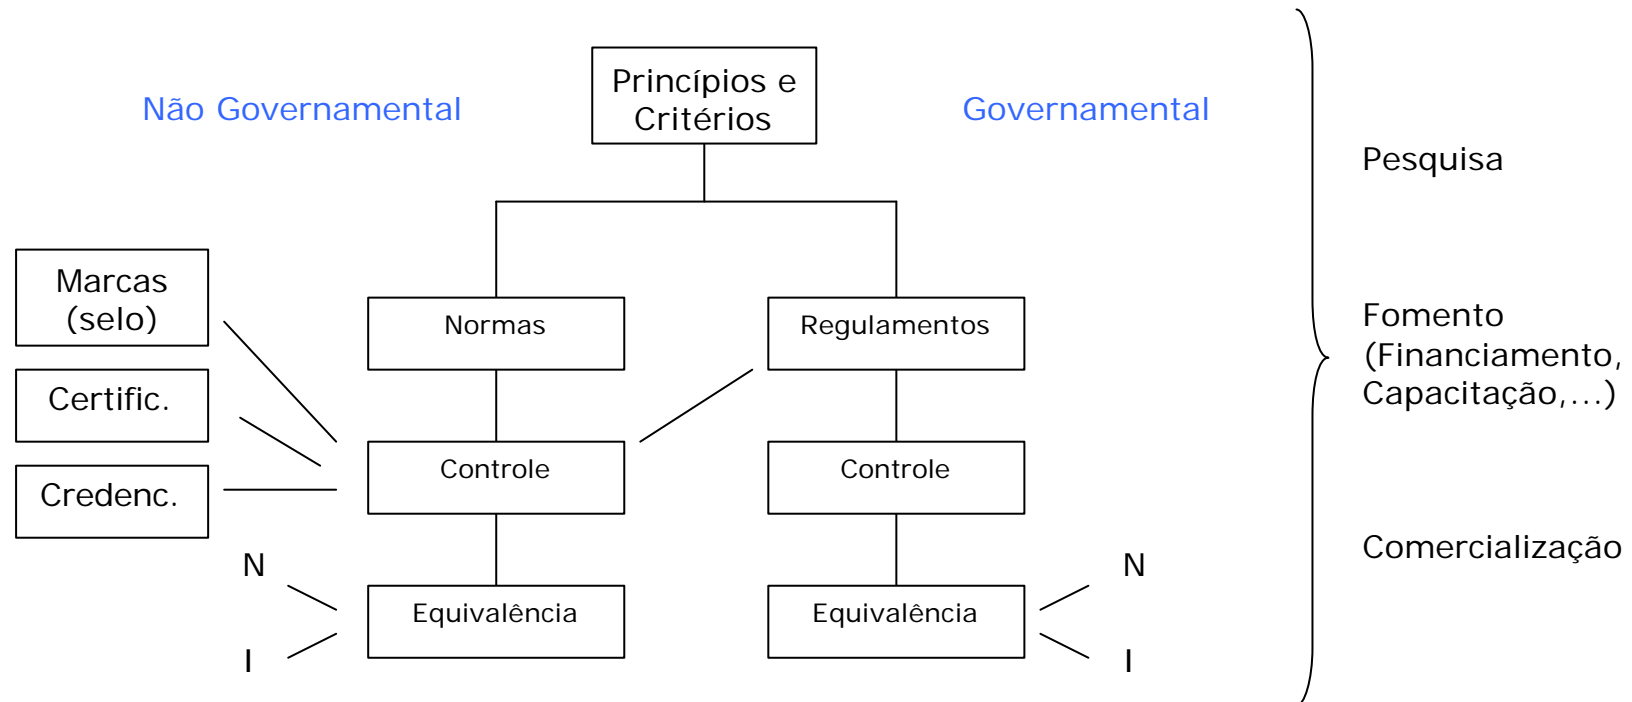 Princípios e
Critérios
Não Governamental
Governamental
Pesquisa
Marcas
(selo)
Normas
Regulamentos
Fomento
(Financiamento,
Capacitação,...)
Certific.
Controle
Controle
Credenc.
Comercialização
N
N
Equivalência
Equivalência
I
I